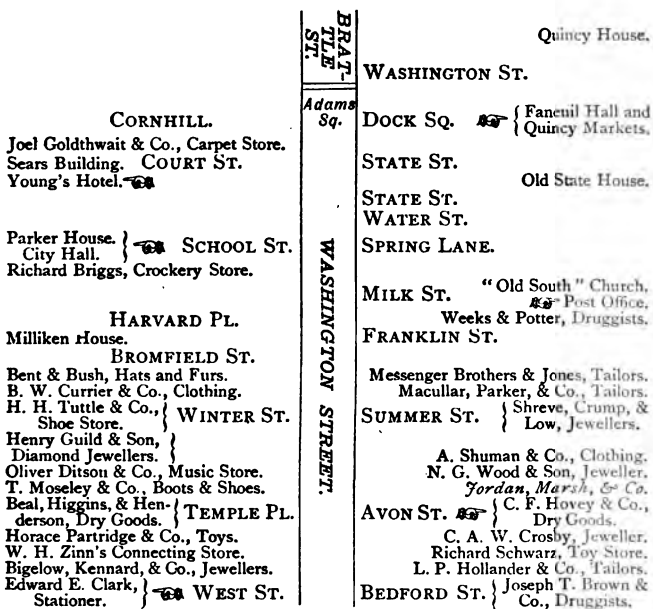 BRAT-
TLE
ST.
Quincy House.
WASHINGTON ST.
Adams
Sq.
CORNHILL.
DOCK SQ.
Faneuil Hall and
Quincy Markets.
Joel Goldthwait & Co., Carpet Store.
Sears Building. COURT ST.
STATE ST.
Young's Hotel.
Old State House.
STATE ST.
WATER ST.
Parker House.
City Hall.
SCHOOL ST.
SPRING LANE.
Richard Briggs, Crockery Store.
WASHINGTON STREET.
MILK ST.
"Old South" Church.
Post Office.
Weeks & Potter, Druggists.
HARVARD PL.
Milliken House.
FRANKLIN ST.
BROMFIELD ST.
Bent & Bush, Hats and Furs.
Messenger Brothers & Jones, Tailors.
B. W. Currier & Co., Clothing.
Macullar, Parker, & Co., Tailors.
H. H. Tuttle & Co.,
Shoe Store.
WINTER ST.
SUMMER ST.
Shreve, Crump, &
Low, Jewellers.
Henry Guild & Son,
Diamond Jewellers.
A. Shuman & Co., Clothing.
Oliver Ditson & Co., Music Store.
N. G. Wood & Son, Jeweller.
T. Moseley & Co., Boots & Shoes.
Jordan, Marsh, & Co.
Beal, Higgins, & Hen-
derson, Dry Goods.
TEMPLE PL.
AVON ST.
C. F. Hovey & Co.,
Dry Goods.
Horace Partridge & Co., Toys.
C. A. W. Crosby, Jeweller.
W. H. Zinn's Connecting Store.
Richard Schwarz, Toy Store.
Bigelow, Kennard, & Co., Jewellers.
L. P. Hollander & Co., Tailors.
Edward E. Clark,
Stationer.
WEST ST.
BEDFORD ST.
Joseph T. Brown &
Co., Druggists.